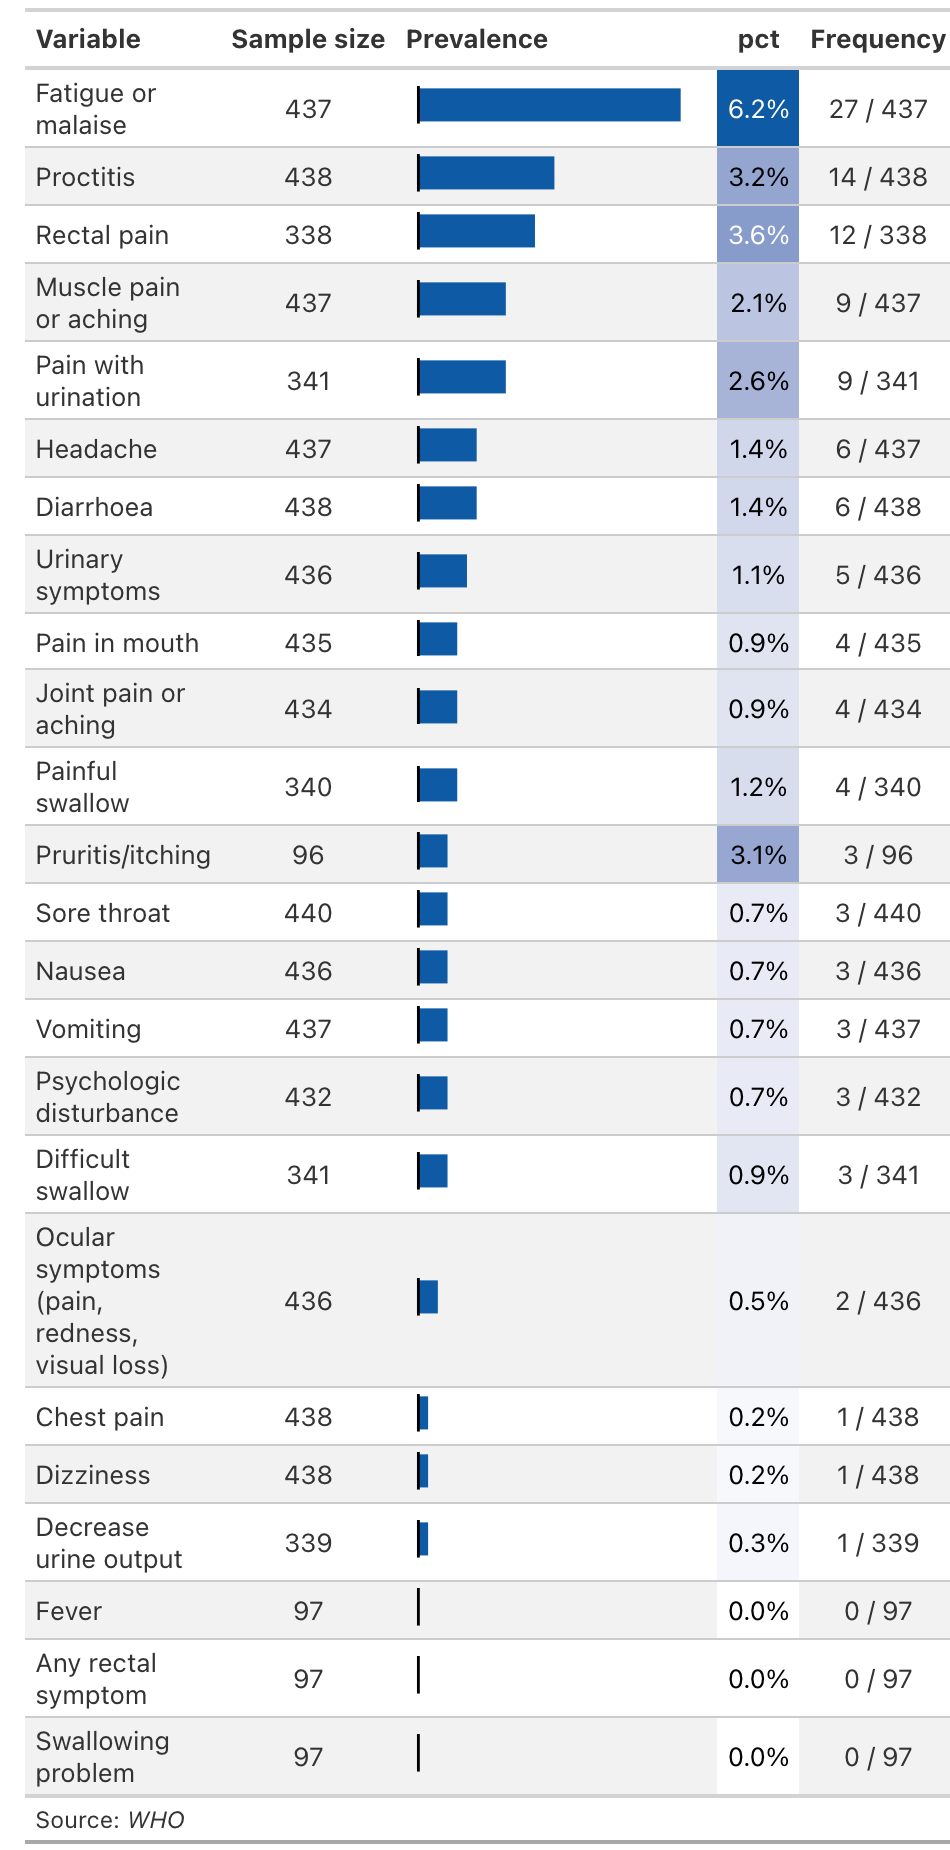 Variable Sample size Prevalence pct Frequency
Fatigue or
malaise 437 6.2% 27 / 437
Proctitis 438 3.2% 14 / 438
Rectal pain 338 3.6% 12 / 338
Muscle pain
or aching 437 2.1% 9 / 437
Pain with
urination 341 2.6% 9 / 341
Headache 437 1.4% 6 / 437
Diarrhoea 438 1.4% 6 / 438
Urinary
symptoms 436 1.1% 5 / 436
Pain in mouth 435 0.9% 4 / 435
Joint pain or
aching 434 0.9% 4 / 434
Painful
swallow 340 1.2% 4 / 340
Pruritis/itching 96 3.1% 3 / 96
Sore throat 440 0.7% 3 / 440
Nausea 436 0.7% 3 / 436
Vomiting 437 0.7% 3 / 437
Psychologic
disturbance 432 0.7% 3 / 432
Difficult
swallow 341 0.9% 3 / 341
Ocular
symptoms
(pain, 436 0.5% 2 / 436
redness,
visual loss)
Chest pain 438 0.2% 1 / 438
Dizziness 438 0.2% 1 / 438
Decrease
urine output 339 0.3% 1 / 339
Fever 97 0.0% 0 / 97
Any rectal
symptom 97 0.0% 0 / 97
Swallowing
problem 97 0.0% 0 / 97
Source: WHO